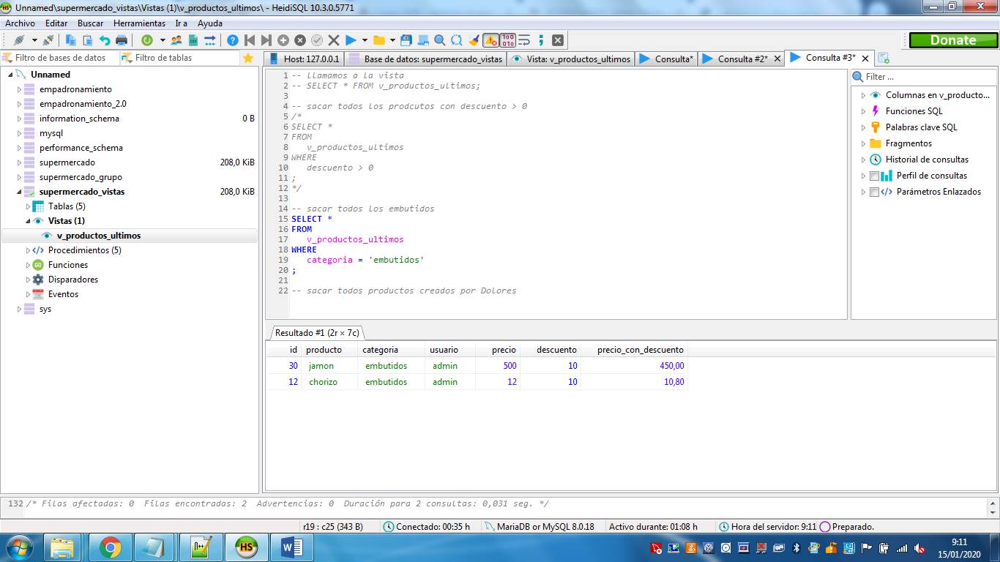 Unnamed\supermercado_vistas\Vistas (1)\v_productos_ultimos\ - HeidiSQL 10.3.0.5771
Archivo Editar Buscar Herramientas Ir a Ayuda
Donate
Filtro de bases de datos Filtro de tablas
Host: 127.0.0.1 Base de datos: supermercado_vistas Vista: v_productos_ultimos Consulta* Consulta #2* Consulta #3*
Unnamed
empadronamiento
empadronamiento_2.0
information_schema 0 B
mysql
performance_schema
supermercado 208,0 KiB
supermercado_grupo
supermercado_vistas 208,0 KiB
Tablas (5)
Vistas (1)
v_productos_ultimos
Procedimientos (5)
Funciones
Disparadores
Eventos
sys
1 -- llamamos a la vista
2 -- SELECT * FROM v_productos_ultimos;
3
4 -- sacar todos los prodcutos con descuento > 0
5 /*
6 SELECT *
7 FROM
8 v_productos_ultimos
9 WHERE
10 descuento > 0
11 ;
12 */
13
14 -- sacar todos los embutidos
15 SELECT *
16 FROM
17 v_productos_ultimos
18 WHERE
19 categoria = 'embutidos'
20 ;
21
22 -- sacar todos productos creados por Dolores
Filter ...
Columnas en v_producto...
Funciones SQL
Palabras clave SQL
Fragmentos
Historial de consultas
Perfil de consultas
Parámetros Enlazados
Resultado #1 (2r × 7c)
id producto categoria usuario precio descuento precio_con_descuento
30 jamon embutidos admin 500 10 450,00
12 chorizo embutidos admin 12 10 10,80
132 /* Filas afectadas: 0 Filas encontradas: 2 Advertencias: 0 Duración para 2 consultas: 0,031 seg. */
r19 : c25 (343 B) Conectado: 00:35 h MariaDB or MySQL 8.0.18 Activo durante: 01:08 h Hora del servidor: 9:11 Preparado.
9:11
15/01/2020